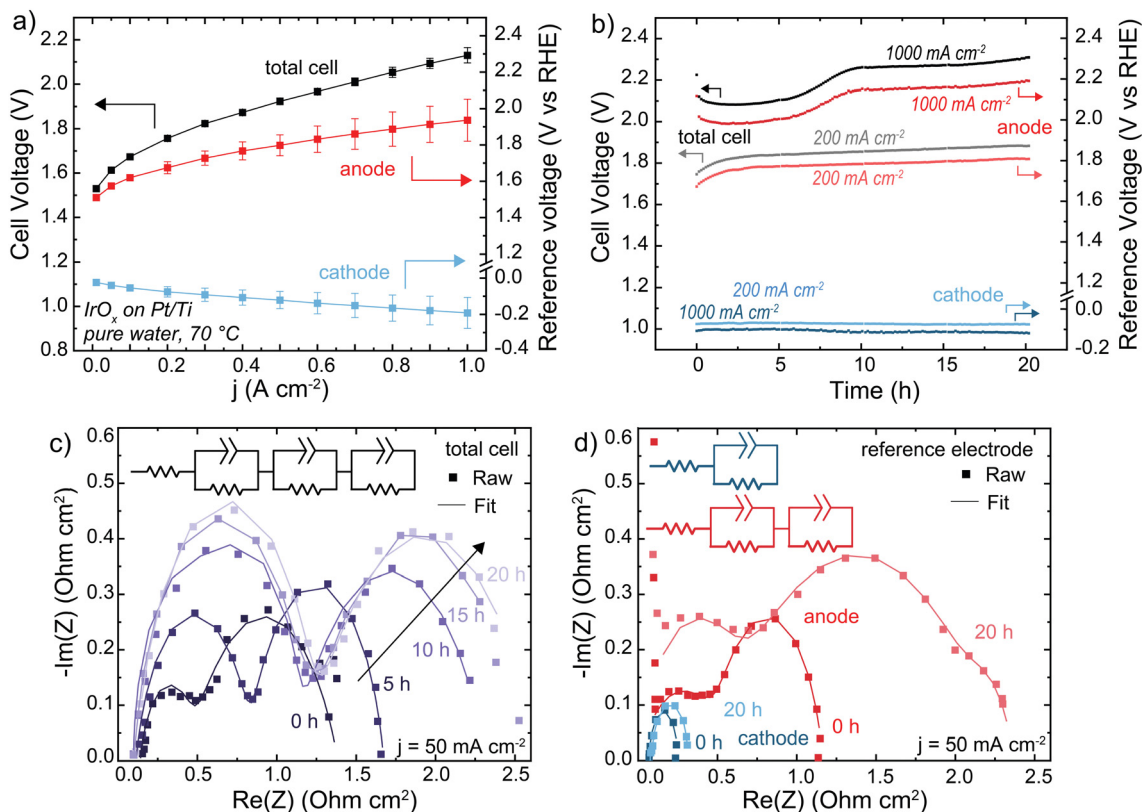 a)
Cell Voltage (V)
2.2
2.0
1.8
1.6
1.4
1.2
1.0
0.8
total cell
anode
cathode
IrOₓ on Pt/Ti
pure water, 70 °C
0.0 0.2 0.4 0.6 0.8 1.0
j (A cm⁻²)
2.4
2.2
2.0
1.8
1.6
1.4
1.2
0.0
-0.2
-0.4
Reference voltage (V vs RHE)
b)
Cell Voltage (V)
2.4
2.2
2.0
1.8
1.6
1.4
1.2
1.0
1000 mA cm⁻²
1000 mA cm⁻²
anode
total cell
200 mA cm⁻²
200 mA cm⁻²
200 mA cm⁻²
cathode
1000 mA cm⁻²
0 5 10 15 20
Time (h)
2.4
2.2
2.0
1.8
1.6
1.4
1.2
-0.0
-0.2
Reference Voltage (V vs RHE)
c)
-Im(Z) (Ohm cm²)
0.6
0.5
0.4
0.3
0.2
0.1
0.0
total cell
Raw
Fit
20 h
15 h
10 h
5 h
0 h
j = 50 mA cm⁻²
0.0 0.5 1.0 1.5 2.0 2.5
Re(Z) (Ohm cm²)
d)
-Im(Z) (Ohm cm²)
0.6
0.5
0.4
0.3
0.2
0.1
0.0
reference electrode
Raw
Fit
anode
20 h
20 h
0 h
cathode
0 h
j = 50 mA cm⁻²
0.0 0.5 1.0 1.5 2.0 2.5
Re(Z) (Ohm cm²)